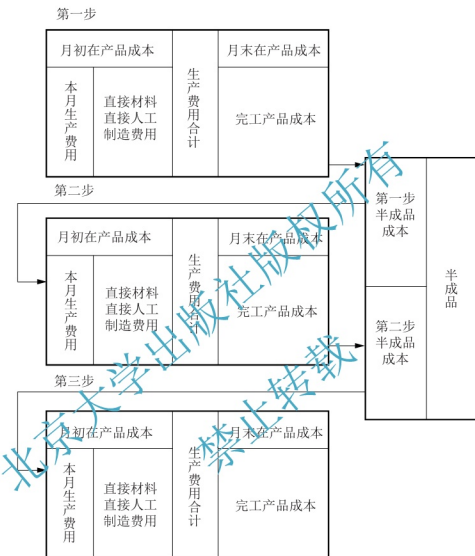 第一步
月初在产品成本
本月生产费用
直接材料
直接人工
制造费用
生产费用合计
月末在产品成本
完工产品成本
第二步
月初在产品成本
本月生产费用
直接材料
直接人工
制造费用
生产费用合计
月末在产品成本
完工产品成本
第一步
半成品
成本
第二步
半成品
成本
半成品
第三步
月初在产品成本
本月生产费用
直接材料
直接人工
制造费用
生产费用合计
月末在产品成本
完工产品成本
北京大学出版社版权所有
禁止转载